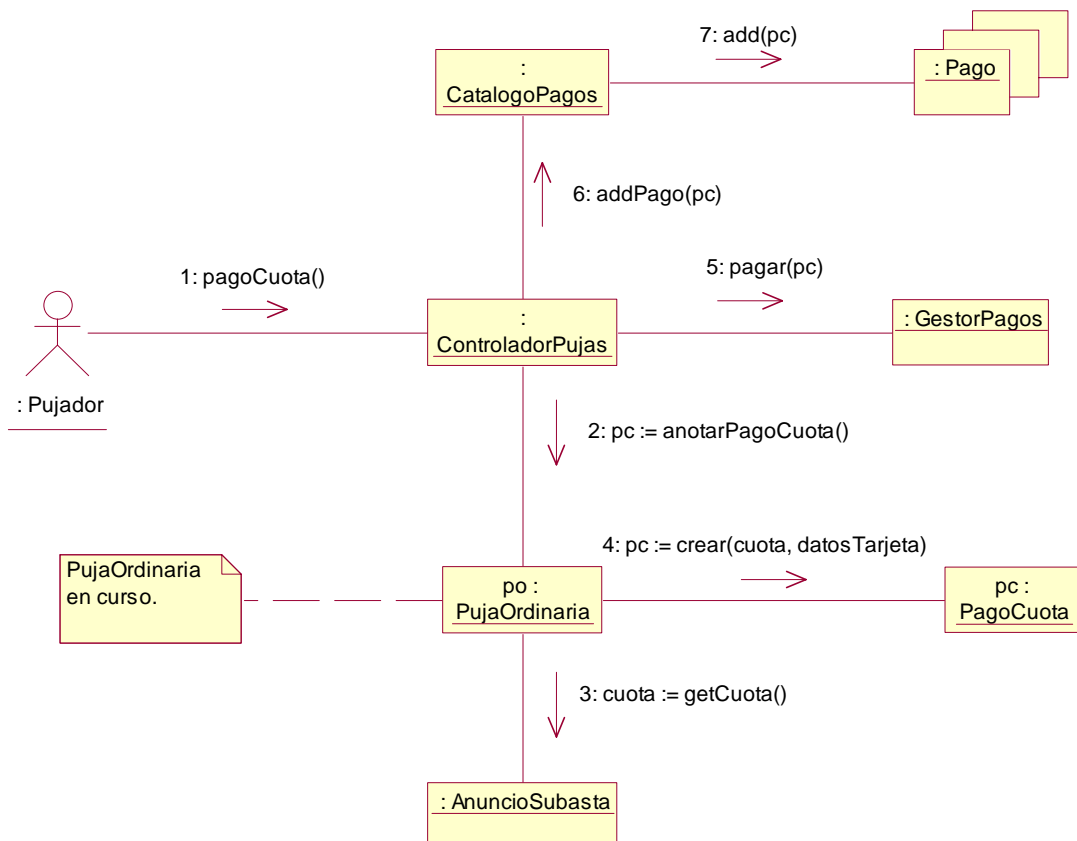 7: add(pc)
:
CatalogoPagos
: Pago
6: addPago(pc)
1: pagoCuota()
5: pagar(pc)
:
ControladorPujas
: GestorPagos
: Pujador
2: pc := anotarPagoCuota()
4: pc := crear(cuota, datosTarjeta)
PujaOrdinaria
en curso.
po :
PujaOrdinaria
pc :
PagoCuota
3: cuota := getCuota()
: AnuncioSubasta